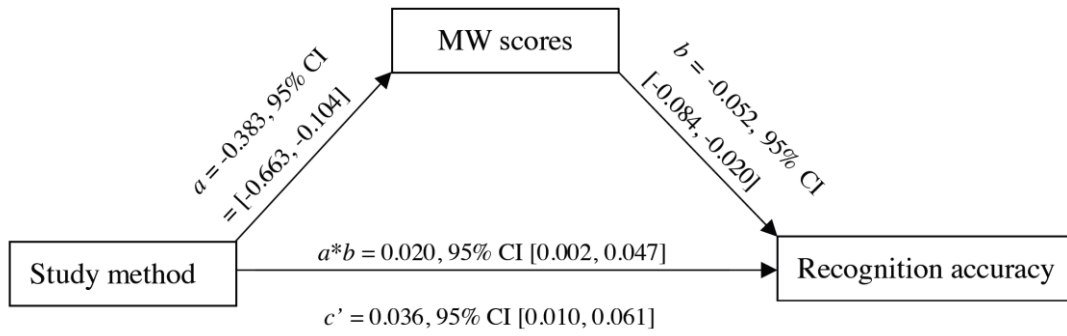 MW scores
a = -0.383, 95% CI
= [-0.663, -0.104]
b = -0.052, 95% CI
[-0.084, -0.020]
Study method
a*b = 0.020, 95% CI [0.002, 0.047]
Recognition accuracy
c’ = 0.036, 95% CI [0.010, 0.061]